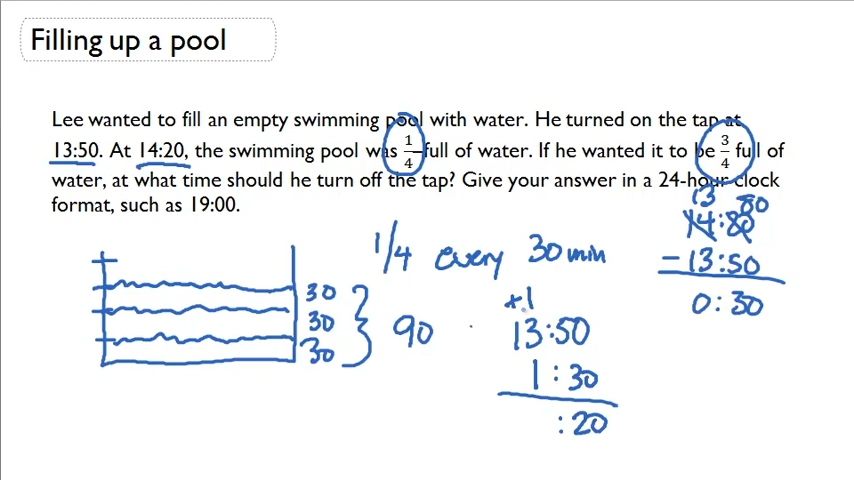 Filling up a pool
Lee wanted to fill an empty swimming pool with water. He turned on the tap at
13:50. At 14:20, the swimming pool was 1/4 full of water. If he wanted it to be 3/4 full of
water, at what time should he turn off the tap? Give your answer in a 24-hour clock
format, such as 19:00.
13 80
-13:50
0:30
1/4 every 30 min
30
30
30
90
+1
13:50
1:30
:20